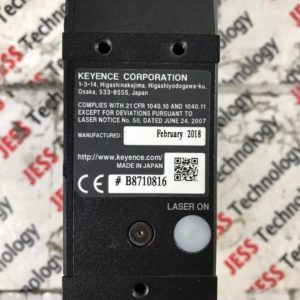 KEYENCE CORPORATION
1-3-14, Higashinakajima, Higashiyodogawa-ku,
Osaka, 533-8555, Japan
COMPLIES WITH 21 CFR 1040.10 AND 1040.11
EXCEPT FOR DEVIATIONS PURSUANT TO
LASER NOTICE No. 50, DATED JUNE 24, 2007
MANUFACTURED: February 2018
http://www.keyence.com/
MADE IN JAPAN
CE # B8710816
LASER ON
JESS Technology